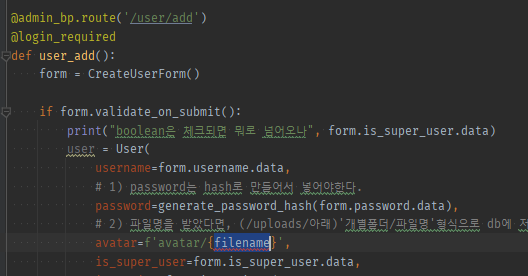 @admin_bp.route('/user/add')
@login_required
def user_add():
form = CreateUserForm()
if form.validate_on_submit():
print("boolean은 체크되면 뭐로 넘어오나", form.is_super_user.data)
user = User(
username=form.username.data,
# 1) password는 hash로 만들어서 넣어야한다.
password=generate_password_hash(form.password.data),
# 2) 파일명을 받았다면, (/uploads/아래)'개별폴더/파일명'형식으로 db에
avatar=f'avatar/{filename}',
is_super_user=form.is_super_user.data,